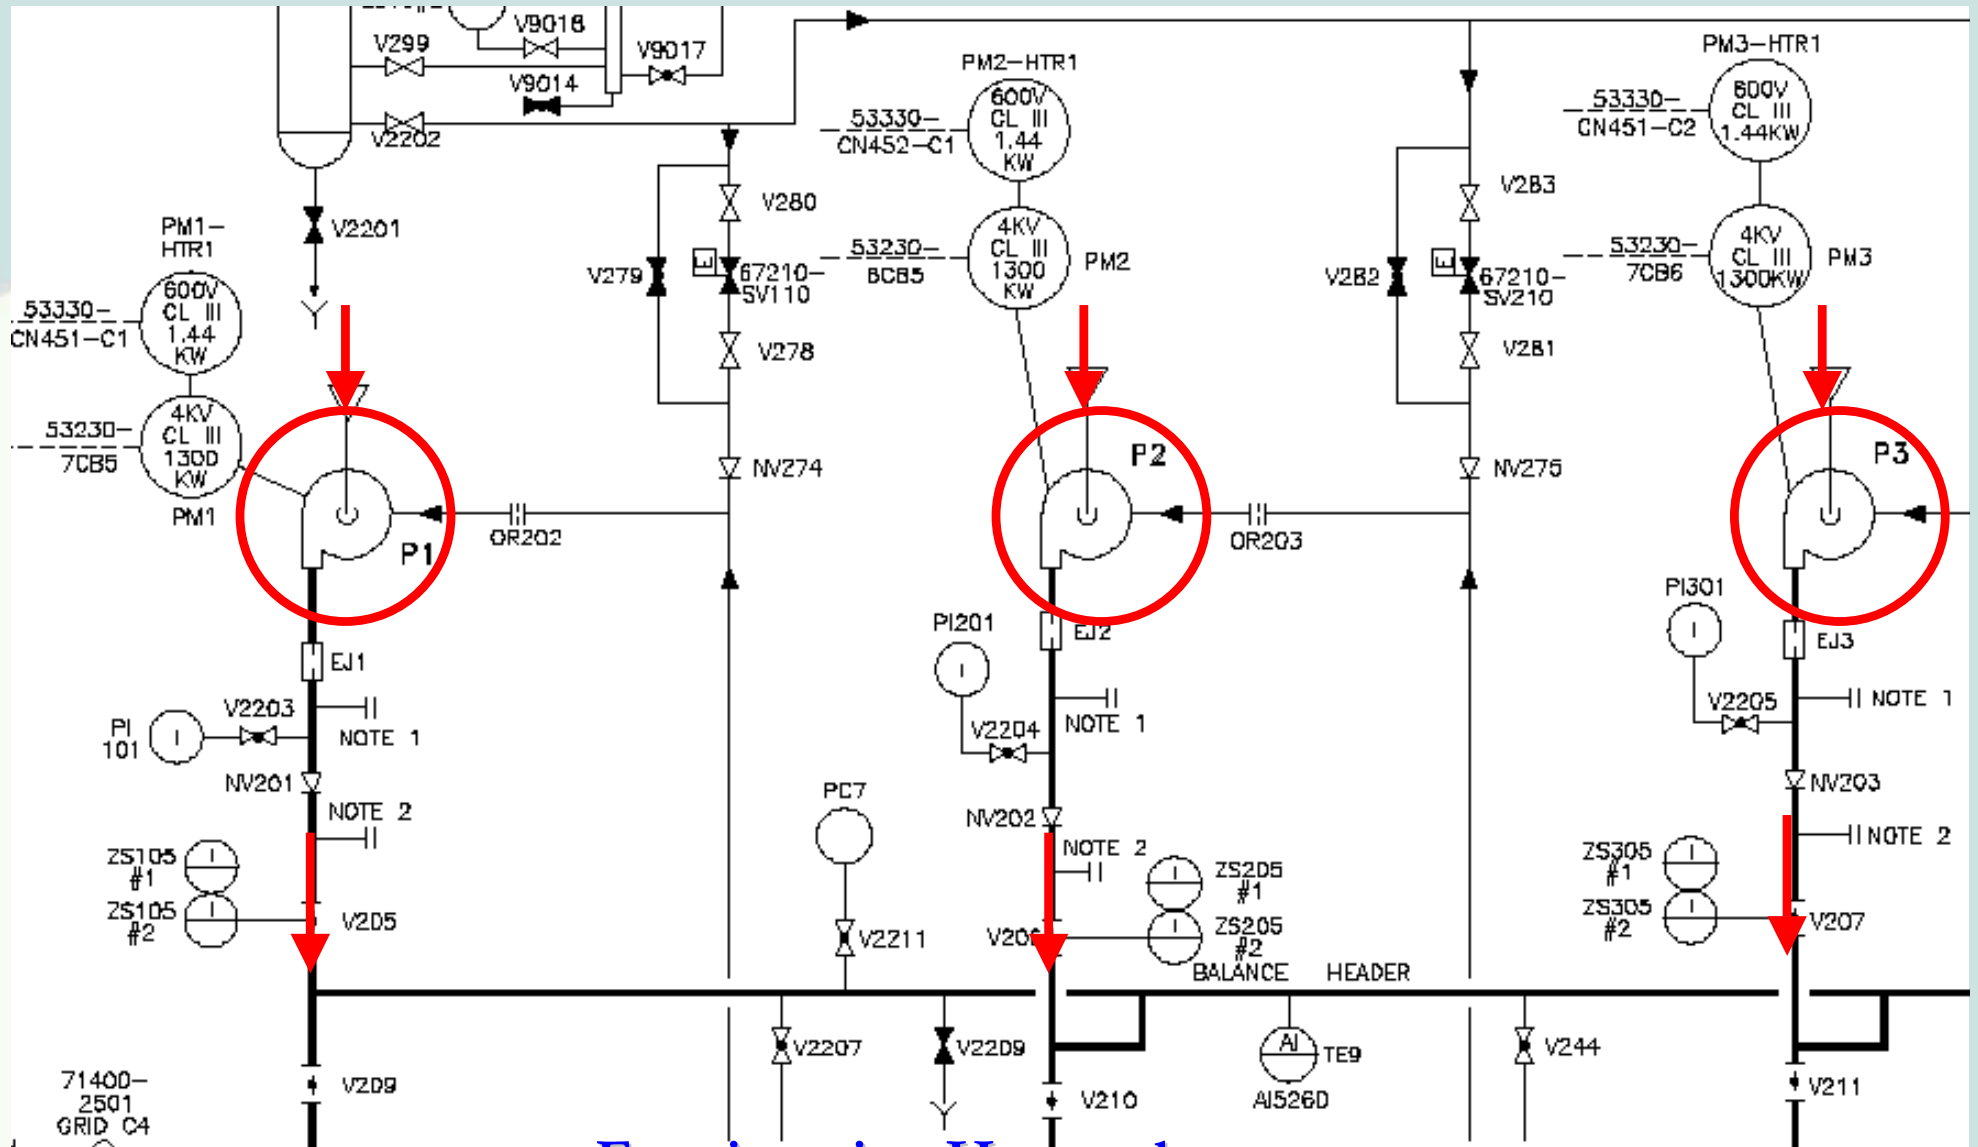 V9016
V299
V9017
V9014
V2202
PM2-HTR1
600V
CL III
1.44
KW
53330-
CN452-C1
PM3-HTR1
600V
CL III
1.44KW
53330-
CN451-C2
V2201
V280
V283
PM1-
HTR1
4KV
CL III
1300
KW
PM2
53230-
8CB5
4KV
CL III
1300KW
PM3
53230-
7CB6
V279
E
67210-
SV110
V282
E
67210-
SV210
600V
CL III
1.44
KW
53330-
CN451-C1
V278
V281
4KV
CL III
1300
KW
53230-
7CB5
PM1
P1
P2
P3
NV274
NV275
OR202
OR203
PI201
I
EJ2
PI301
I
EJ3
EJ1
V2203
PI
101
I
NOTE 1
V2204
NOTE 1
V2205
NOTE 1
NV201
NOTE 2
PC7
NV202
NOTE 2
NV203
NOTE 2
ZS105
#1
I
ZS105
#2
I
V205
V2211
ZS205
#1
I
ZS205
#2
I
ZS305
#1
I
ZS305
#2
I
V207
BALANCE HEADER
V2207
V2209
AI
TE9
AI526D
V244
V209
V210
V211
71400-
2501
GRID C4